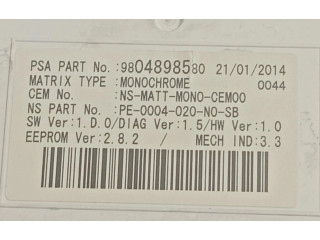 PSA PART No.:9804898580 21/01/2014
MATRIX TYPE :MONOCHROME 0044
CEM No. :NS-MATT-MONO-CEM00
NS PART No. :PE-0004-020-NO-SB
SW Ver:1.D.0/DIAG Ver:1.5/HW Ver:1.0
EEPROM Ver:2.8.2 / MECH IND:3.3